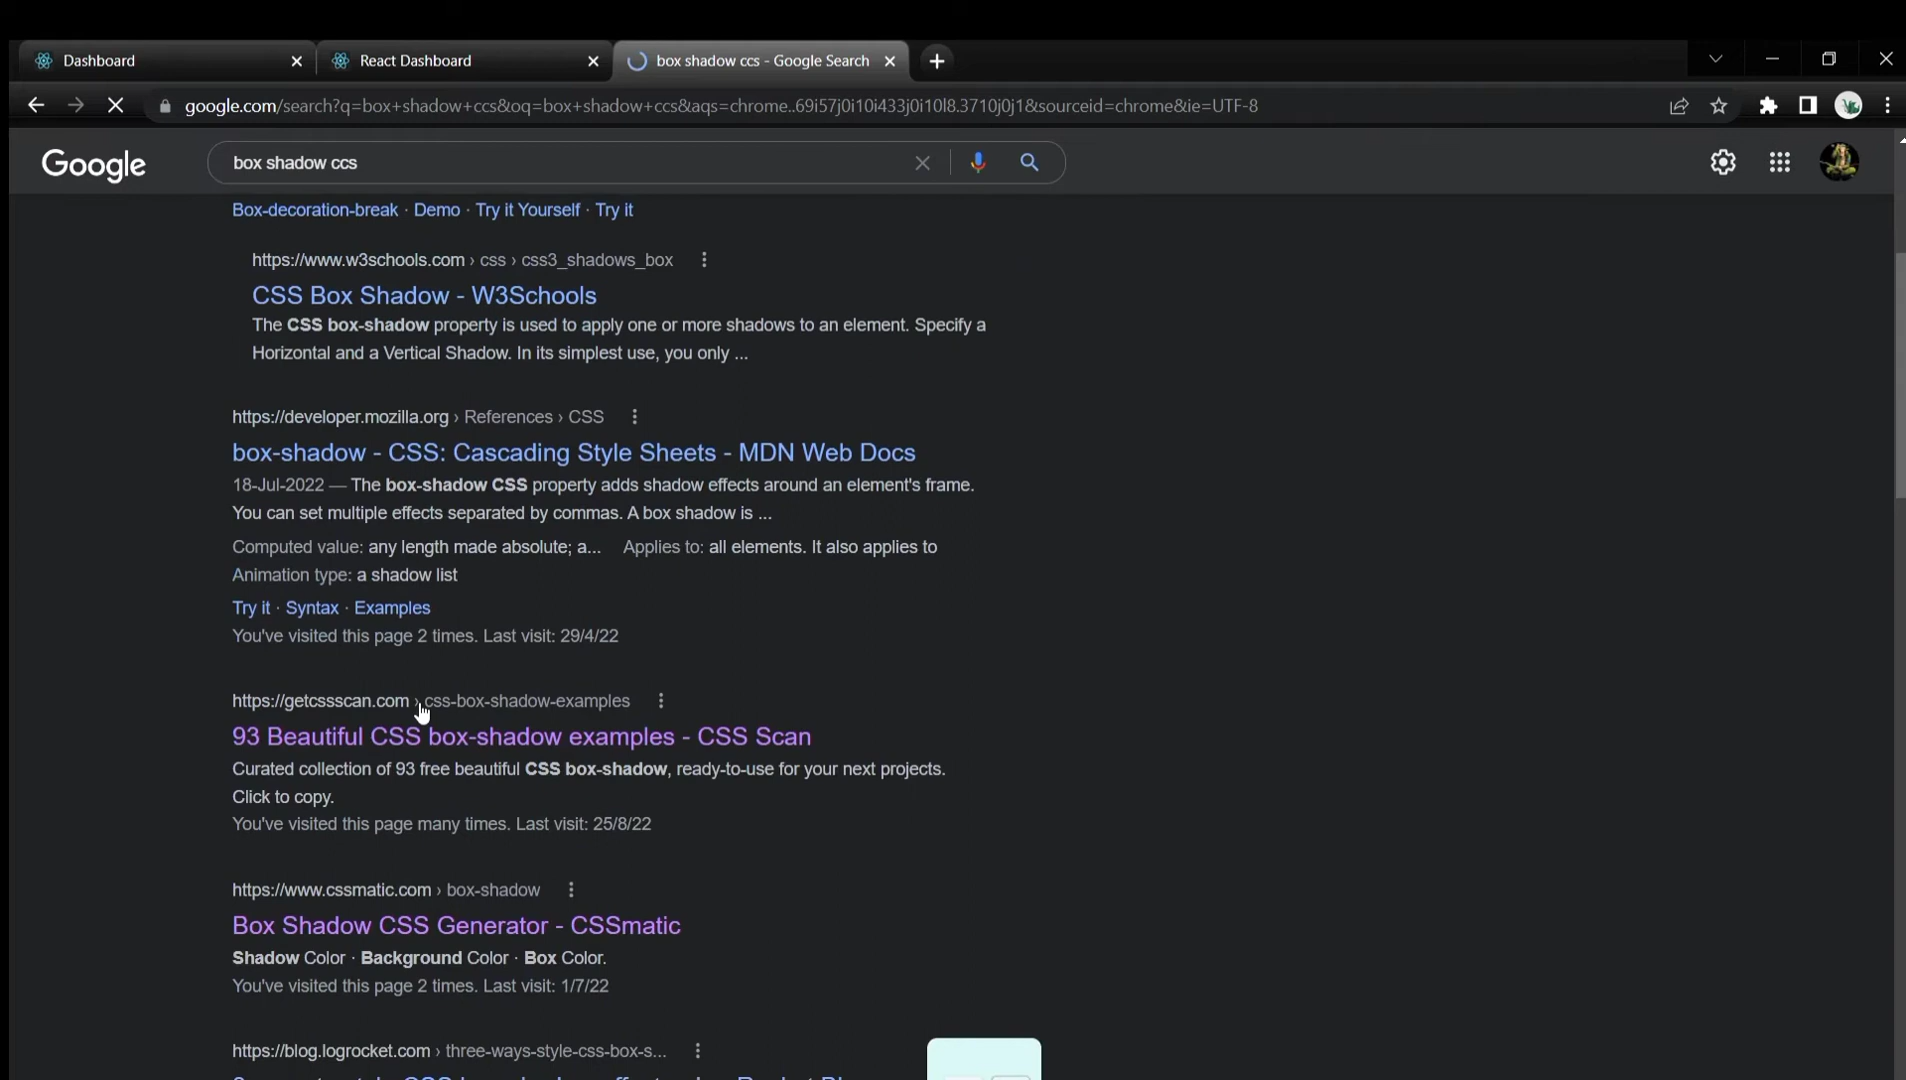 Dashboard
React Dashboard
box shadow ccs - Google Search
google.com/search?q=box+shadow+ccs&oq=box+shadow+ccs&aqs=chrome..69i57j0i10i433j0i10l8.3710j0j1&sourceid=chrome&ie=UTF-8
Google
box shadow ccs
Box-decoration-break · Demo · Try it Yourself · Try it
https://www.w3schools.com › css › css3_shadows_box
CSS Box Shadow - W3Schools
The CSS box-shadow property is used to apply one or more shadows to an element. Specify a
Horizontal and a Vertical Shadow. In its simplest use, you only ...
https://developer.mozilla.org › References › CSS
box-shadow - CSS: Cascading Style Sheets - MDN Web Docs
18-Jul-2022 — The box-shadow CSS property adds shadow effects around an element's frame.
You can set multiple effects separated by commas. A box shadow is ...
Computed value: any length made absolute; a... Applies to: all elements. It also applies to
Animation type: a shadow list
Try it · Syntax · Examples
You've visited this page 2 times. Last visit: 29/4/22
https://getcssscan.com › css-box-shadow-examples
93 Beautiful CSS box-shadow examples - CSS Scan
Curated collection of 93 free beautiful CSS box-shadow, ready-to-use for your next projects.
Click to copy.
You've visited this page many times. Last visit: 25/8/22
https://www.cssmatic.com › box-shadow
Box Shadow CSS Generator - CSSmatic
Shadow Color · Background Color · Box Color.
You've visited this page 2 times. Last visit: 1/7/22
https://blog.logrocket.com › three-ways-style-css-box-s...